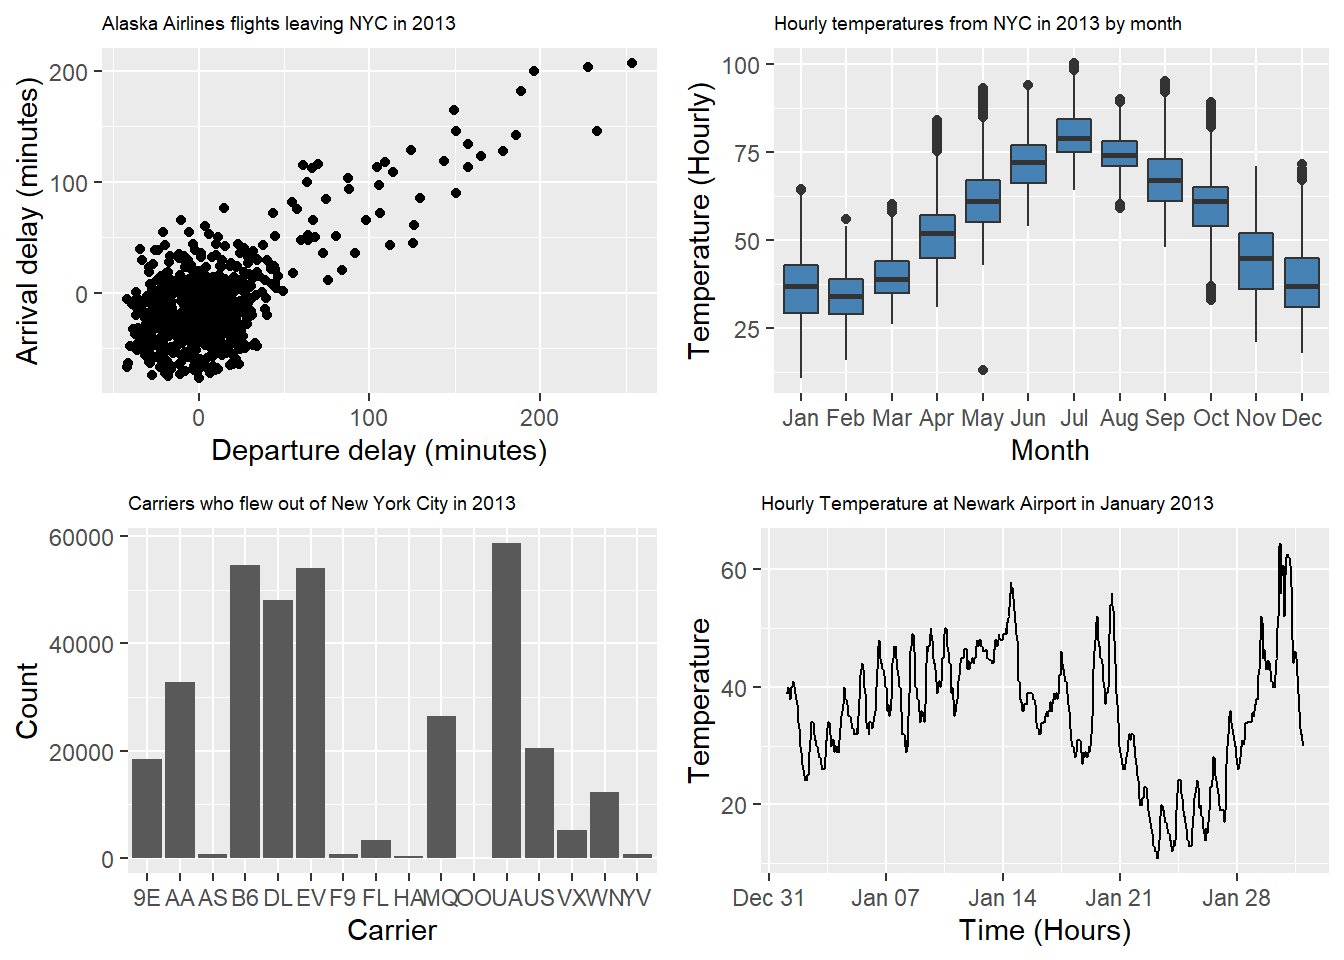 Alaska Airlines flights leaving NYC in 2013
Arrival delay (minutes)
200
100
0
0 100 200
Departure delay (minutes)
Hourly temperatures from NYC in 2013 by month
Temperature (Hourly)
100
75
50
25
Jan Feb Mar Apr May Jun Jul Aug Sep Oct Nov Dec
Month
Carriers who flew out of New York City in 2013
Count
60000
40000
20000
0
9E AA AS B6 DL EV F9 FL HA MQ OO UA US VX WN YV
Carrier
Hourly Temperature at Newark Airport in January 2013
Temperature
60
40
20
Dec 31 Jan 07 Jan 14 Jan 21 Jan 28
Time (Hours)